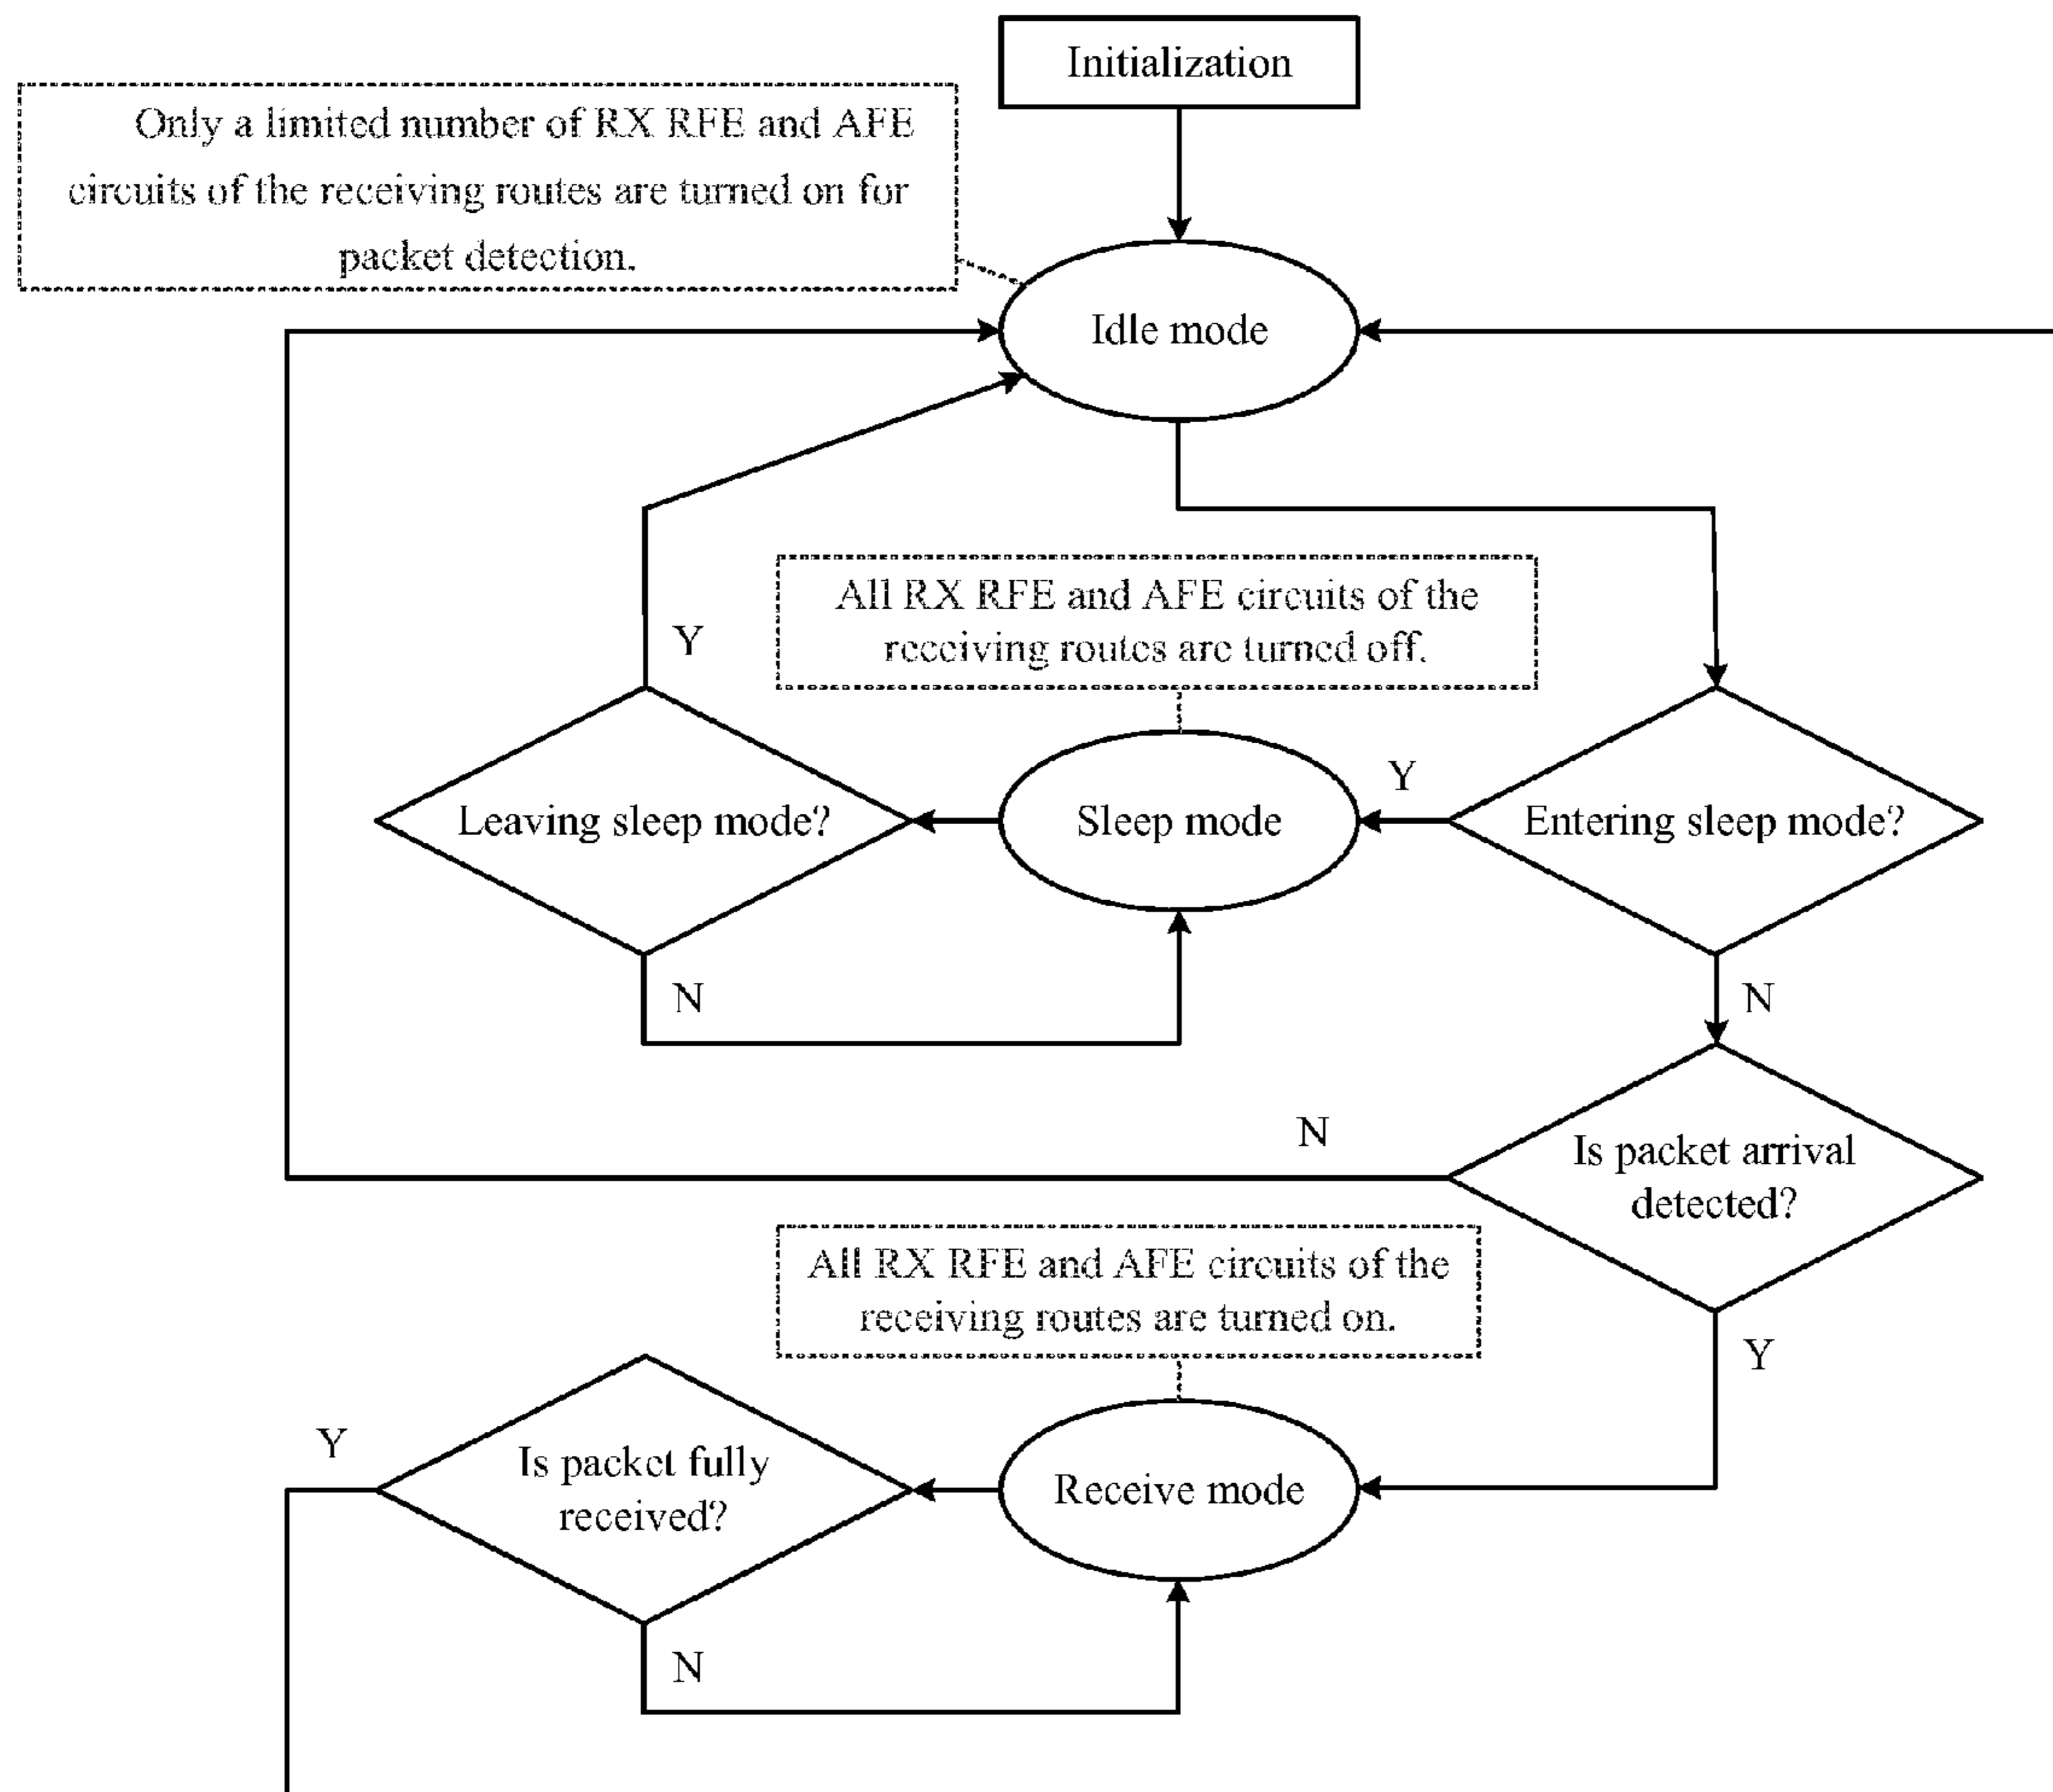 Initialization
Only a limited number of RX RFE and AFE
circuits of the receiving routes are turned on for
packet detection.
Idle mode
All RX RFE and AFE circuits of the
receiving routes are turned off.
Y
Y
Leaving sleep mode?
Sleep mode
Entering sleep mode?
N
N
N
Is packet arrival
detected?
All RX RFE and AFE circuits of the
receiving routes are turned on.
Y
Y
Is packet fully
received?
Receive mode
N